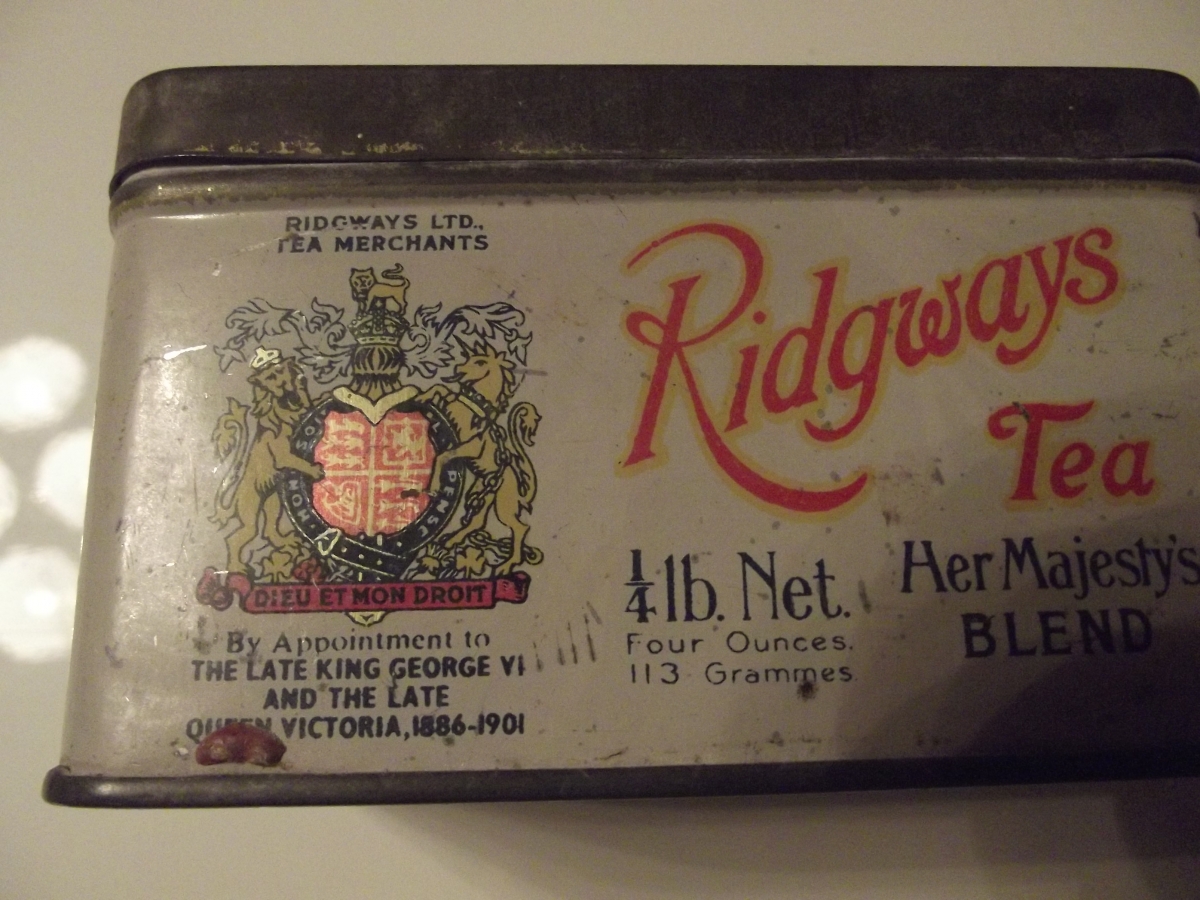 RIDGWAYS LTD.,
TEA MERCHANTS
DIEU ET MON DROIT
By Appointment to
THE LATE KING GEORGE VI
AND THE LATE
QUEEN VICTORIA, 1886-1901
Ridgways
Tea
1/4 lb. Net.
Four Ounces.
113 Grammes
Her Majesty's
BLEND